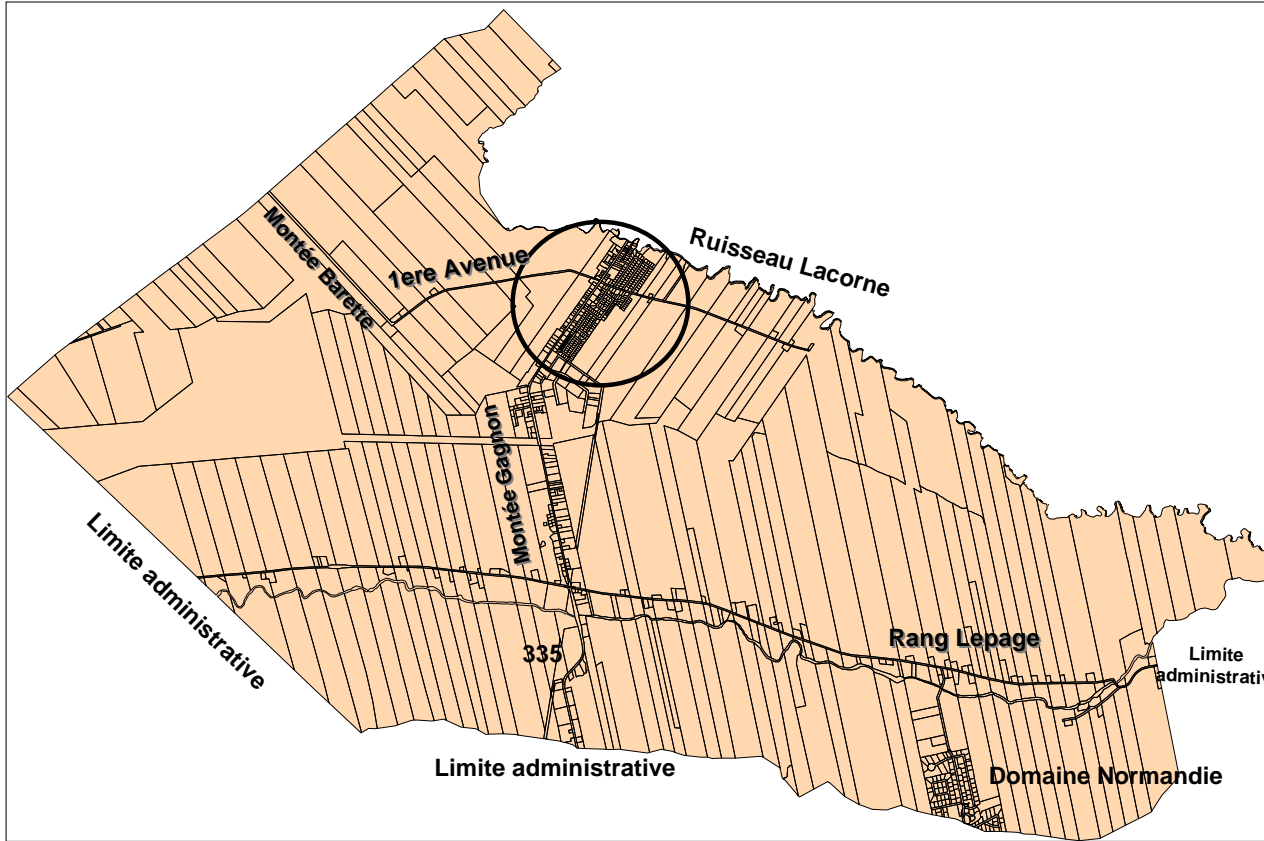 Montée Barette
1ere Avenue
Ruisseau Lacorne
Montée Gagnon
Limite administrative
335
Rang Lepage
Limite
administrativ
Limite administrative
Domaine Normandie